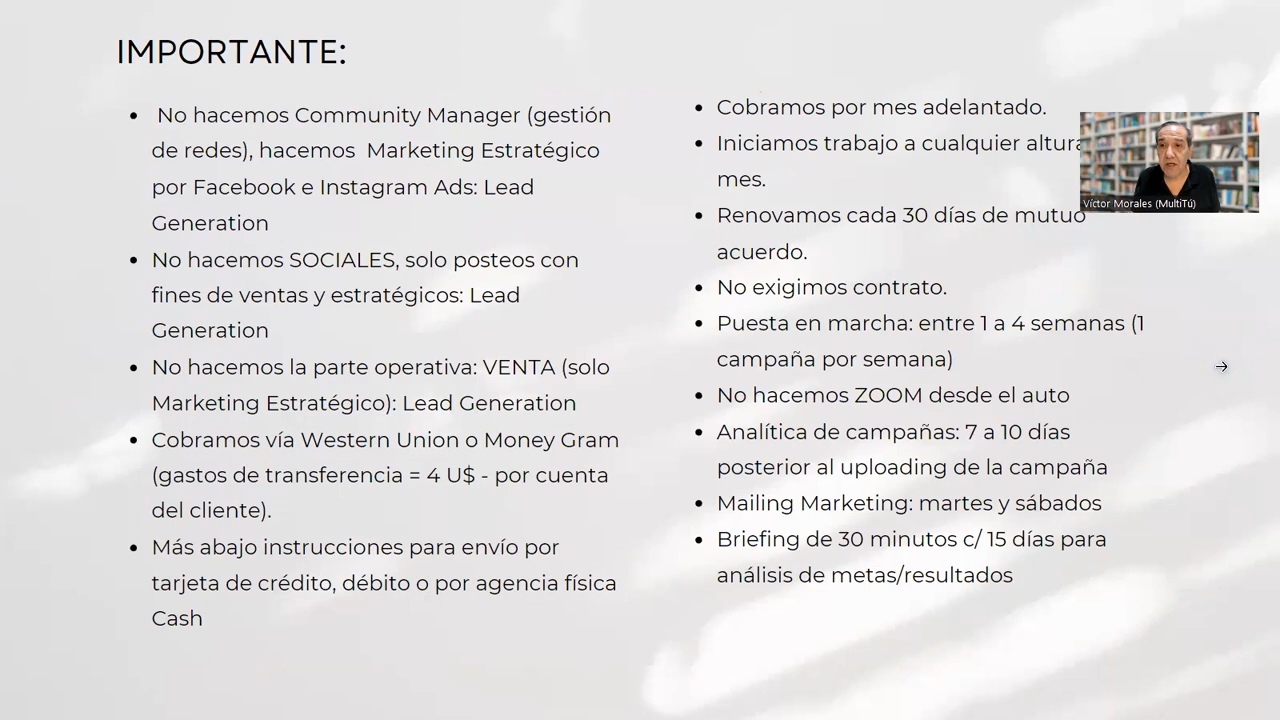 IMPORTANTE:
No hacemos Community Manager (gestión
de redes), hacemos Marketing Estratégico
por Facebook e Instagram Ads: Lead
Generation
No hacemos SOCIALES, solo posteos con
fines de ventas y estratégicos: Lead
Generation
No hacemos la parte operativa: VENTA (solo
Marketing Estratégico): Lead Generation
Cobramos vía Western Union o Money Gram
(gastos de transferencia = 4 U$ - por cuenta
del cliente).
Más abajo instrucciones para envío por
tarjeta de crédito, débito o por agencia física
Cash
Cobramos por mes adelantado.
Iniciamos trabajo a cualquier altura
mes.
Renovamos cada 30 días de mutuo
acuerdo.
No exigimos contrato.
Puesta en marcha: entre 1 a 4 semanas (1
campaña por semana)
No hacemos ZOOM desde el auto
Analítica de campañas: 7 a 10 días
posterior al uploading de la campaña
Mailing Marketing: martes y sábados
Briefing de 30 minutos c/ 15 días para
análisis de metas/resultados
Víctor Morales (MultiTú)